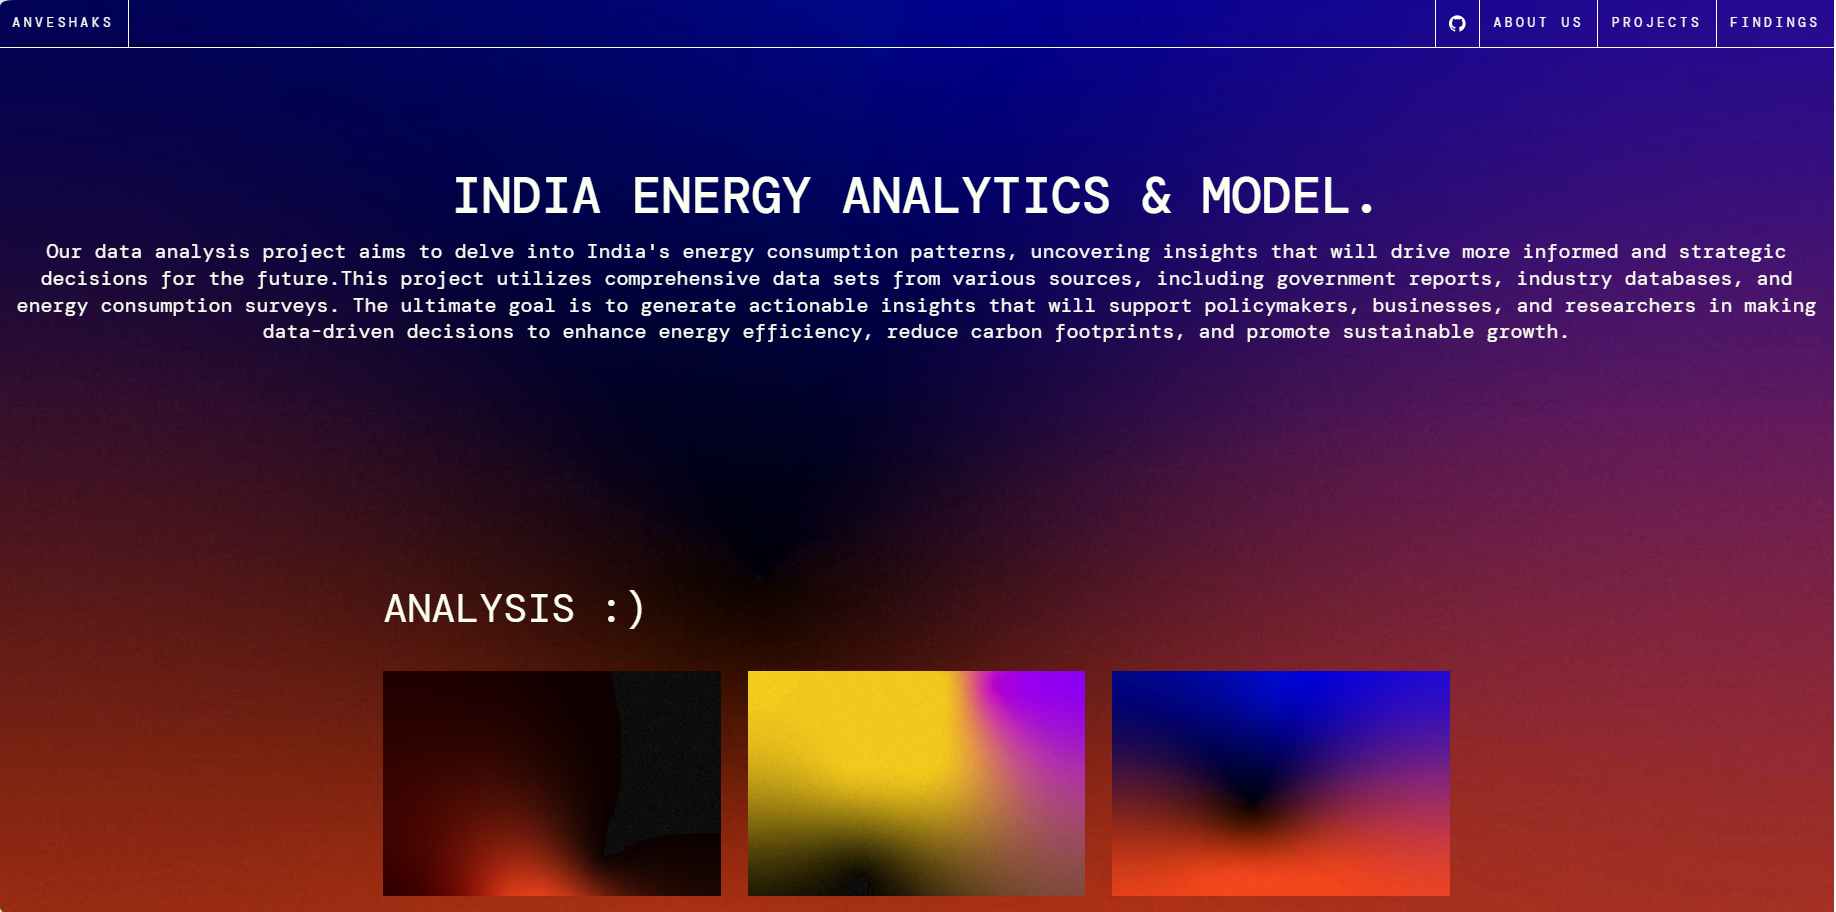 ANVESHAKS
ABOUT US
PROJECTS
FINDINGS
INDIA ENERGY ANALYTICS & MODEL.
Our data analysis project aims to delve into India's energy consumption patterns, uncovering insights that will drive more informed and strategic
decisions for the future.This project utilizes comprehensive data sets from various sources, including government reports, industry databases, and
energy consumption surveys. The ultimate goal is to generate actionable insights that will support policymakers, businesses, and researchers in making
data-driven decisions to enhance energy efficiency, reduce carbon footprints, and promote sustainable growth.
ANALYSIS :)